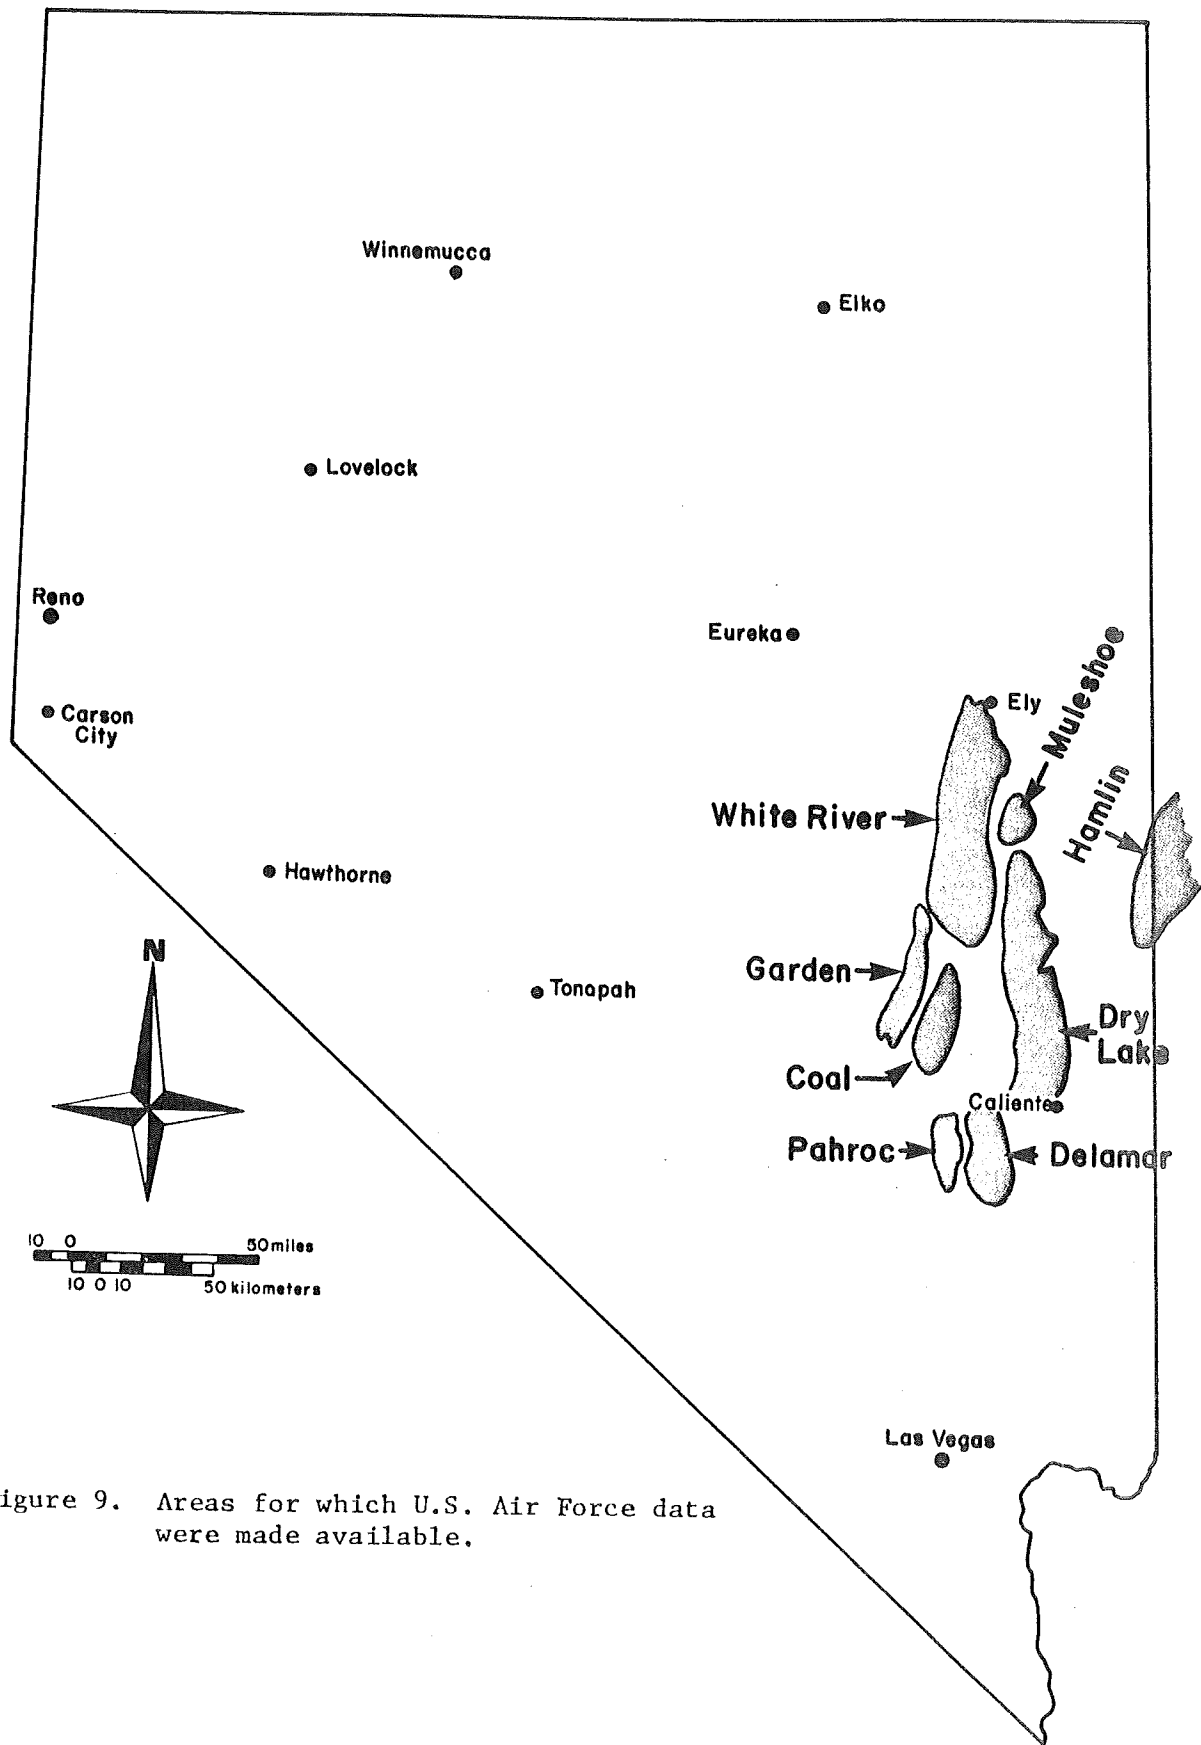 Winnemucca
Elko
Lovelock
Reno
Eureka
Carson
City
Ely
Muleshoe
White River
Hamlin
Hawthorne
N
Garden
Tonapah
Dry
Lake
Coal
Caliente
Pahroc
Delamar
10 0 50 miles
10 0 10 50 kilometers
Las Vegas
igure 9. Areas for which U.S. Air Force data
were made available.